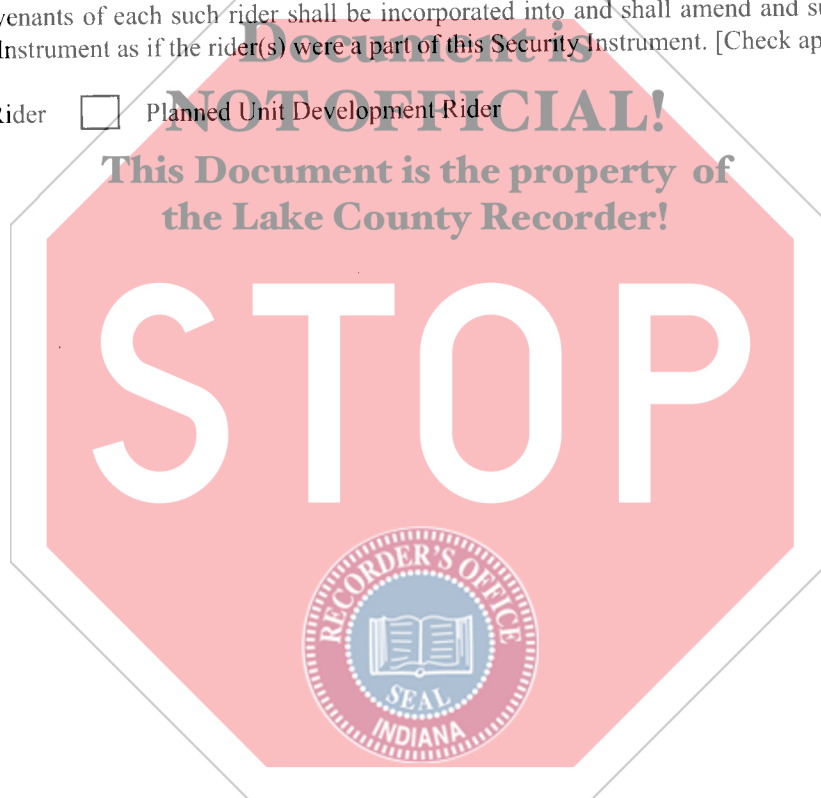 venants of each such rider shall be incorporated into and shall amend and su
Instrument as if the rider(s) were a part of this Security Instrument. [Check ap
Document is
Rider Planned Unit Development Rider
NOT OFFICIAL!
This Document is the property of
the Lake County Recorder!
STOP
RECORDER'S OFFICE
SEAL
INDIANA